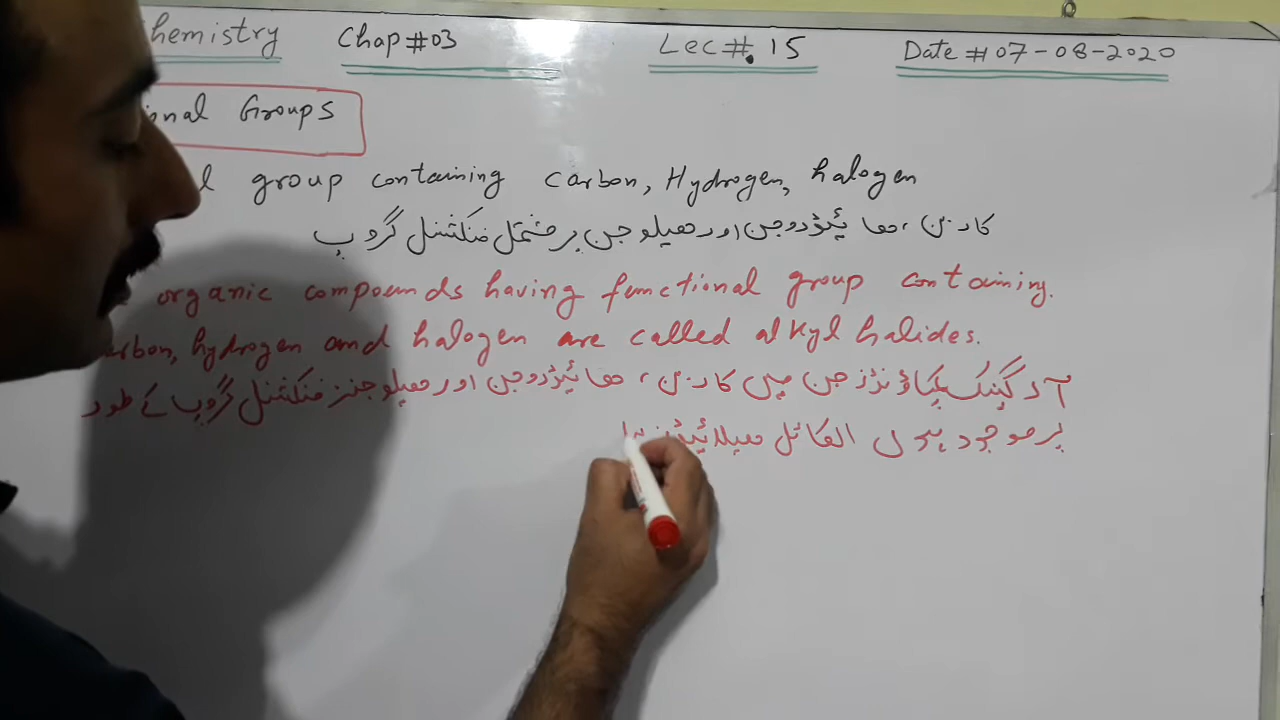 hemistry Chap # 03 Lec #. 15 Date # 07-08-2020
onal Groups
l group containing carbon, Hydrogen, halogen
کاربن، ھائیڈروجن اور ھیلوجن پر مشتمل فنکشنل گروپ
organic compounds having functional group containing.
arbon, hydrogen and halogen are called alkyl halides.
آرگینک کمپاؤنڈز جن میں کاربن، ھائیڈروجن اور ھیلوجنز فنکشنل گروپ کے طور
پر موجود ہوں الکائل ھیلائیڈز